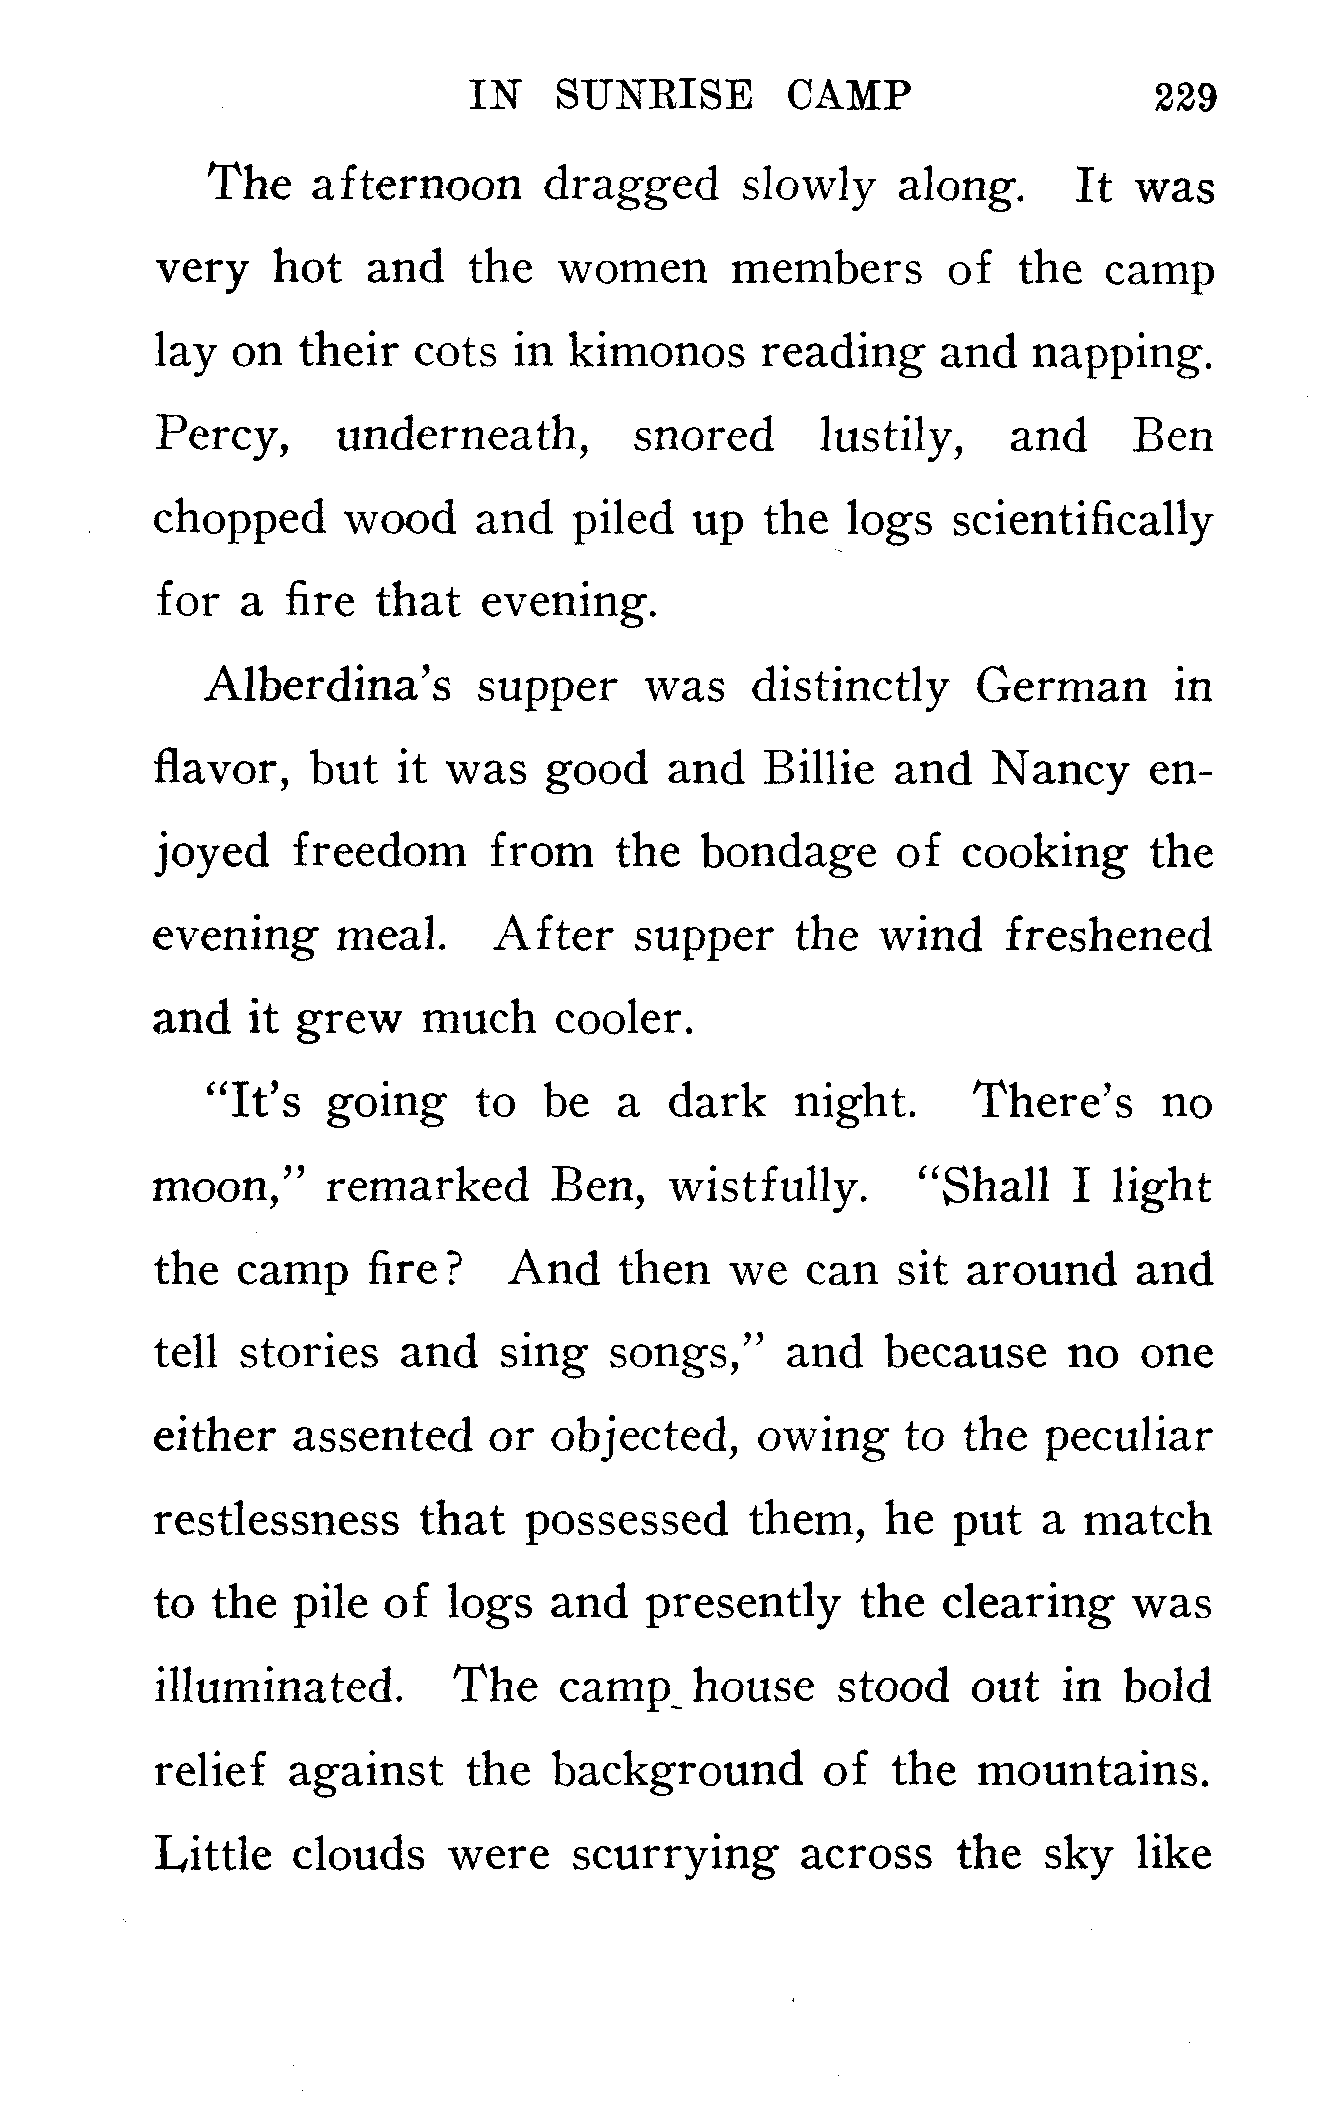 IN SUNRISE CAMP 229
The afternoon dragged slowly along. It was
very hot and the women members of the camp
lay on their cots in kimonos reading and napping.
Percy, underneath, snored lustily, and Ben
chopped wood and piled up the logs scientifically
for a fire that evening.
Alberdina's supper was distinctly German in
flavor, but it was good and Billie and Nancy en-
joyed freedom from the bondage of cooking the
evening meal. After supper the wind freshened
and it grew much cooler.
"It's going to be a dark night. There's no
moon," remarked Ben, wistfully. "Shall I light
the camp fire? And then we can sit around and
tell stories and sing songs," and because no one
either assented or objected, owing to the peculiar
restlessness that possessed them, he put a match
to the pile of logs and presently the clearing was
illuminated. The camp house stood out in bold
relief against the background of the mountains.
Little clouds were scurrying across the sky like